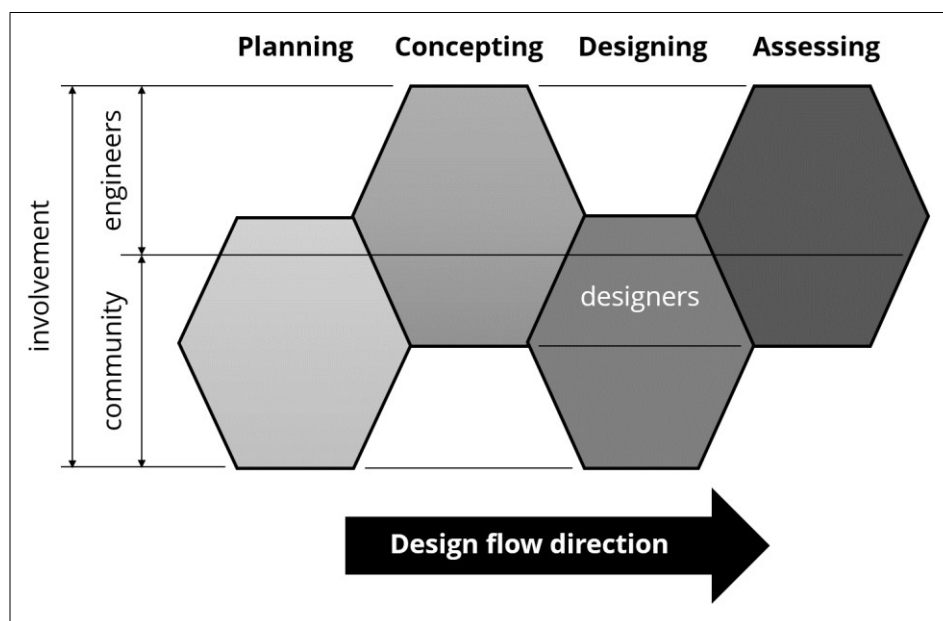 Planning Concepting Designing Assessing
involvement
engineers
community
designers
Design flow direction